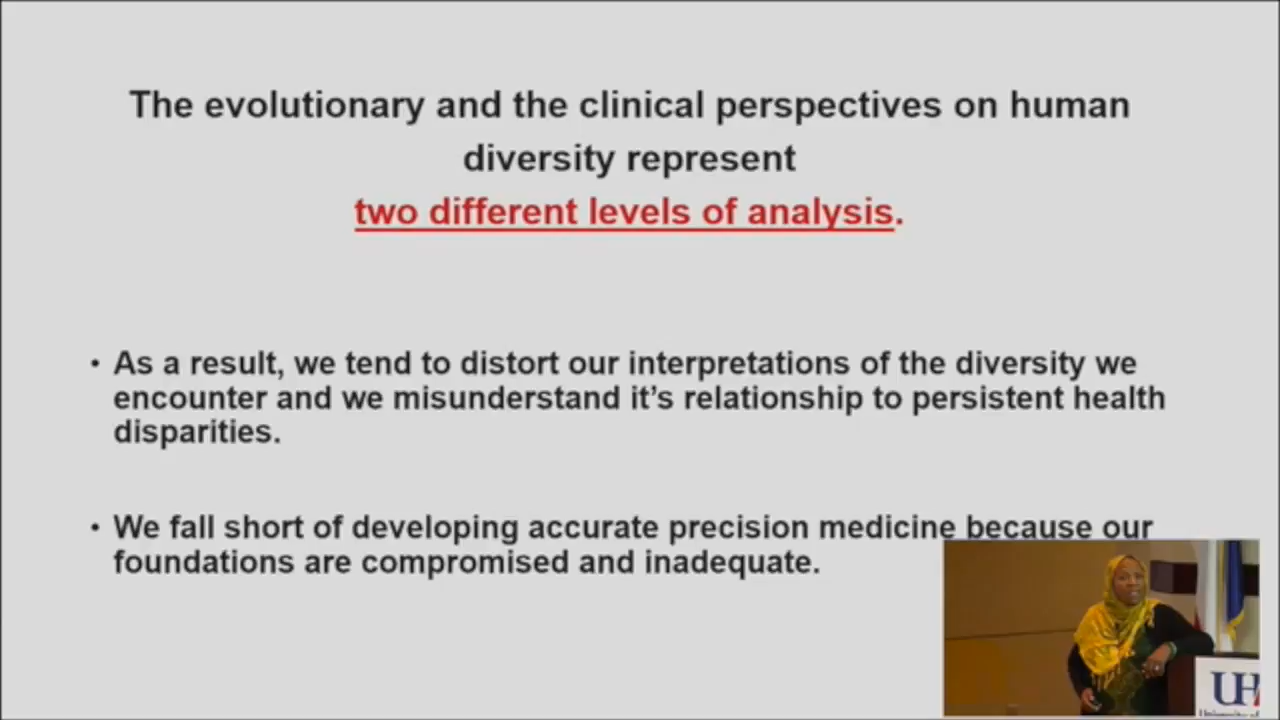 The evolutionary and the clinical perspectives on human
diversity represent
two different levels of analysis.
• As a result, we tend to distort our interpretations of the diversity we
encounter and we misunderstand it's relationship to persistent health
disparities.
• We fall short of developing accurate precision medicine because our
foundations are compromised and inadequate.
UH
University of